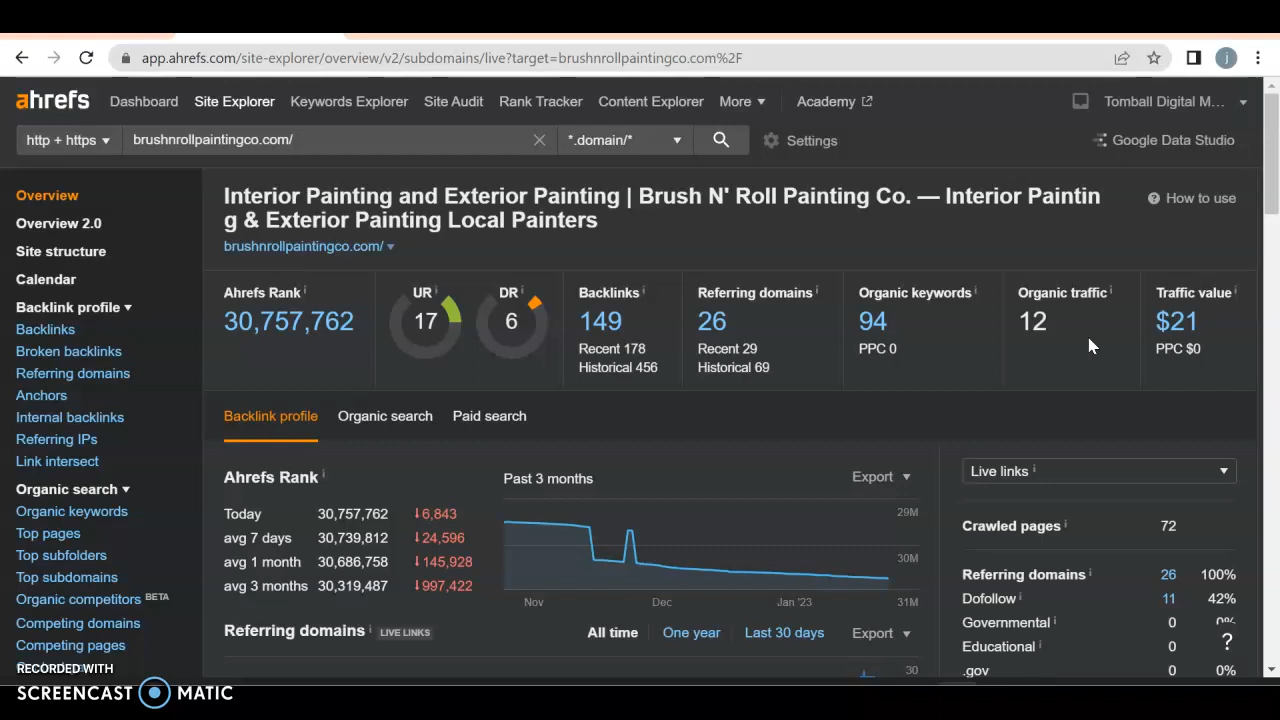 app.ahrefs.com/site-explorer/overview/v2/subdomains/live?target=brushnrollpaintingco.com%2F
j
ahrefs Dashboard Site Explorer Keywords Explorer Site Audit Rank Tracker Content Explorer More Academy Tomball Digital M...
http + https brushnrollpaintingco.com/ *.domain/* Settings Google Data Studio
Overview
Overview 2.0
Site structure
Calendar
Backlink profile
Backlinks
Broken backlinks
Referring domains
Anchors
Internal backlinks
Referring IPs
Link intersect
Organic search
Organic keywords
Top pages
Top subfolders
Top subdomains
Organic competitors BETA
Competing domains
Competing pages
Interior Painting and Exterior Painting | Brush N' Roll Painting Co. — Interior Paintin
g & Exterior Painting Local Painters
How to use
brushnrollpaintingco.com/
Ahrefs Rank UR DR Backlinks Referring domains Organic keywords Organic traffic Traffic value
30,757,762 17 6 149 26 94 12 $21
Recent 178 Recent 29 PPC 0 PPC $0
Historical 456 Historical 69
Backlink profile Organic search Paid search
Ahrefs Rank
Today 30,757,762 ↓6,843
avg 7 days 30,739,812 ↓24,596
avg 1 month 30,686,758 ↓145,928
avg 3 months 30,319,487 ↓997,422
Past 3 months Export
29M
30M
31M
Nov Dec Jan '23
Referring domains LIVE LINKS All time One year Last 30 days Export
30
Live links
Crawled pages 72
Referring domains 26 100%
Dofollow 11 42%
Governmental 0 0%
Educational 0
.gov 0 0%
?
RECORDED WITH
SCREENCAST MATIC